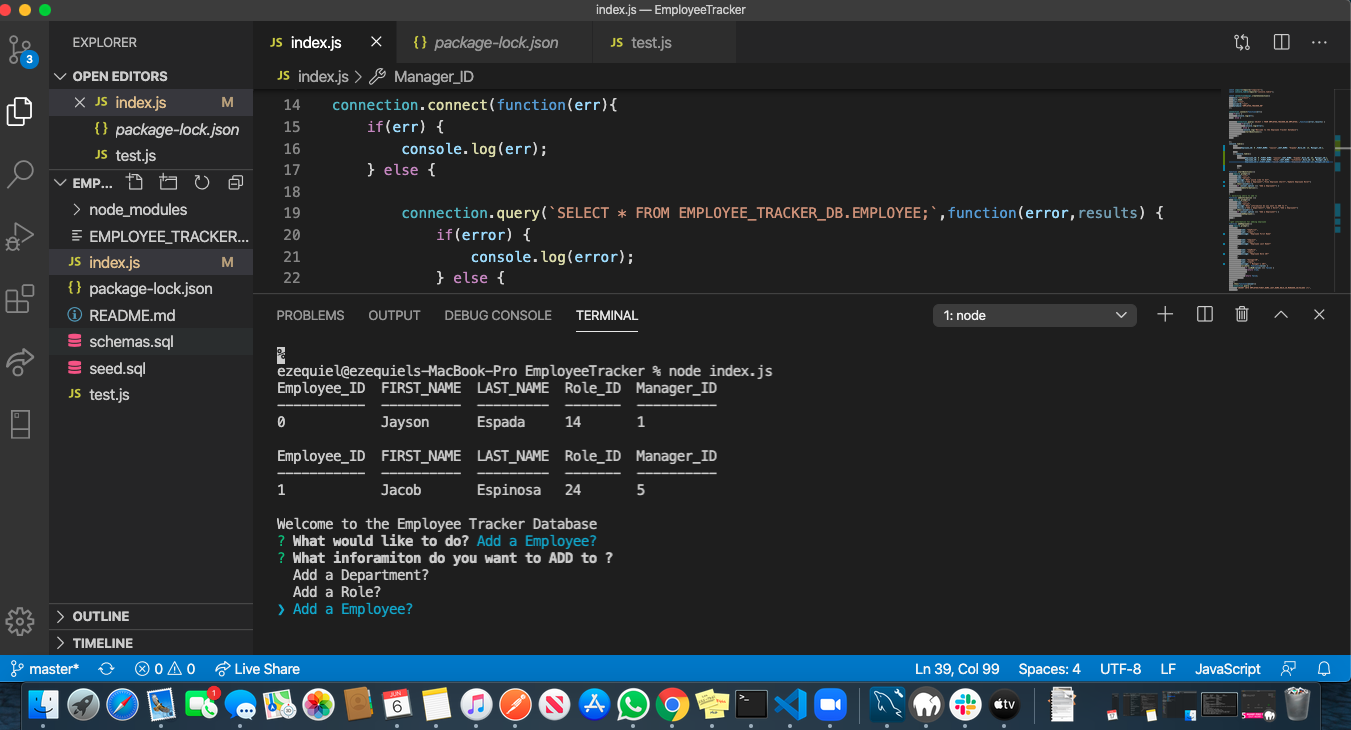 index.js — EmployeeTracker
EXPLORER
OPEN EDITORS
JS index.js M
{} package-lock.json
JS test.js
EMP...
node_modules
EMPLOYEE_TRACKER...
JS index.js M
{} package-lock.json
README.md
schemas.sql
seed.sql
JS test.js
OUTLINE
TIMELINE
3
JS index.js
{} package-lock.json
JS test.js
JS index.js > Manager_ID
14 connection.connect(function(err){
15 if(err) {
16 console.log(err);
17 } else {
18
19 connection.query(`SELECT * FROM EMPLOYEE_TRACKER_DB.EMPLOYEE;`,function(error,results) {
20 if(error) {
21 console.log(error);
22 } else {
PROBLEMS OUTPUT DEBUG CONSOLE TERMINAL 1: node
%
ezequiel@ezequiels-MacBook-Pro EmployeeTracker % node index.js
Employee_ID FIRST_NAME LAST_NAME Role_ID Manager_ID
----------- ---------- --------- ------- ----------
0 Jayson Espada 14 1
Employee_ID FIRST_NAME LAST_NAME Role_ID Manager_ID
----------- ---------- --------- ------- ----------
1 Jacob Espinosa 24 5
Welcome to the Employee Tracker Database
? What would like to do? Add a Employee?
? What inforamiton do you want to ADD to ?
Add a Department?
Add a Role?
❯ Add a Employee?
master* 0 0 Live Share Ln 39, Col 99 Spaces: 4 UTF-8 LF JavaScript
1
JUN
6
tv